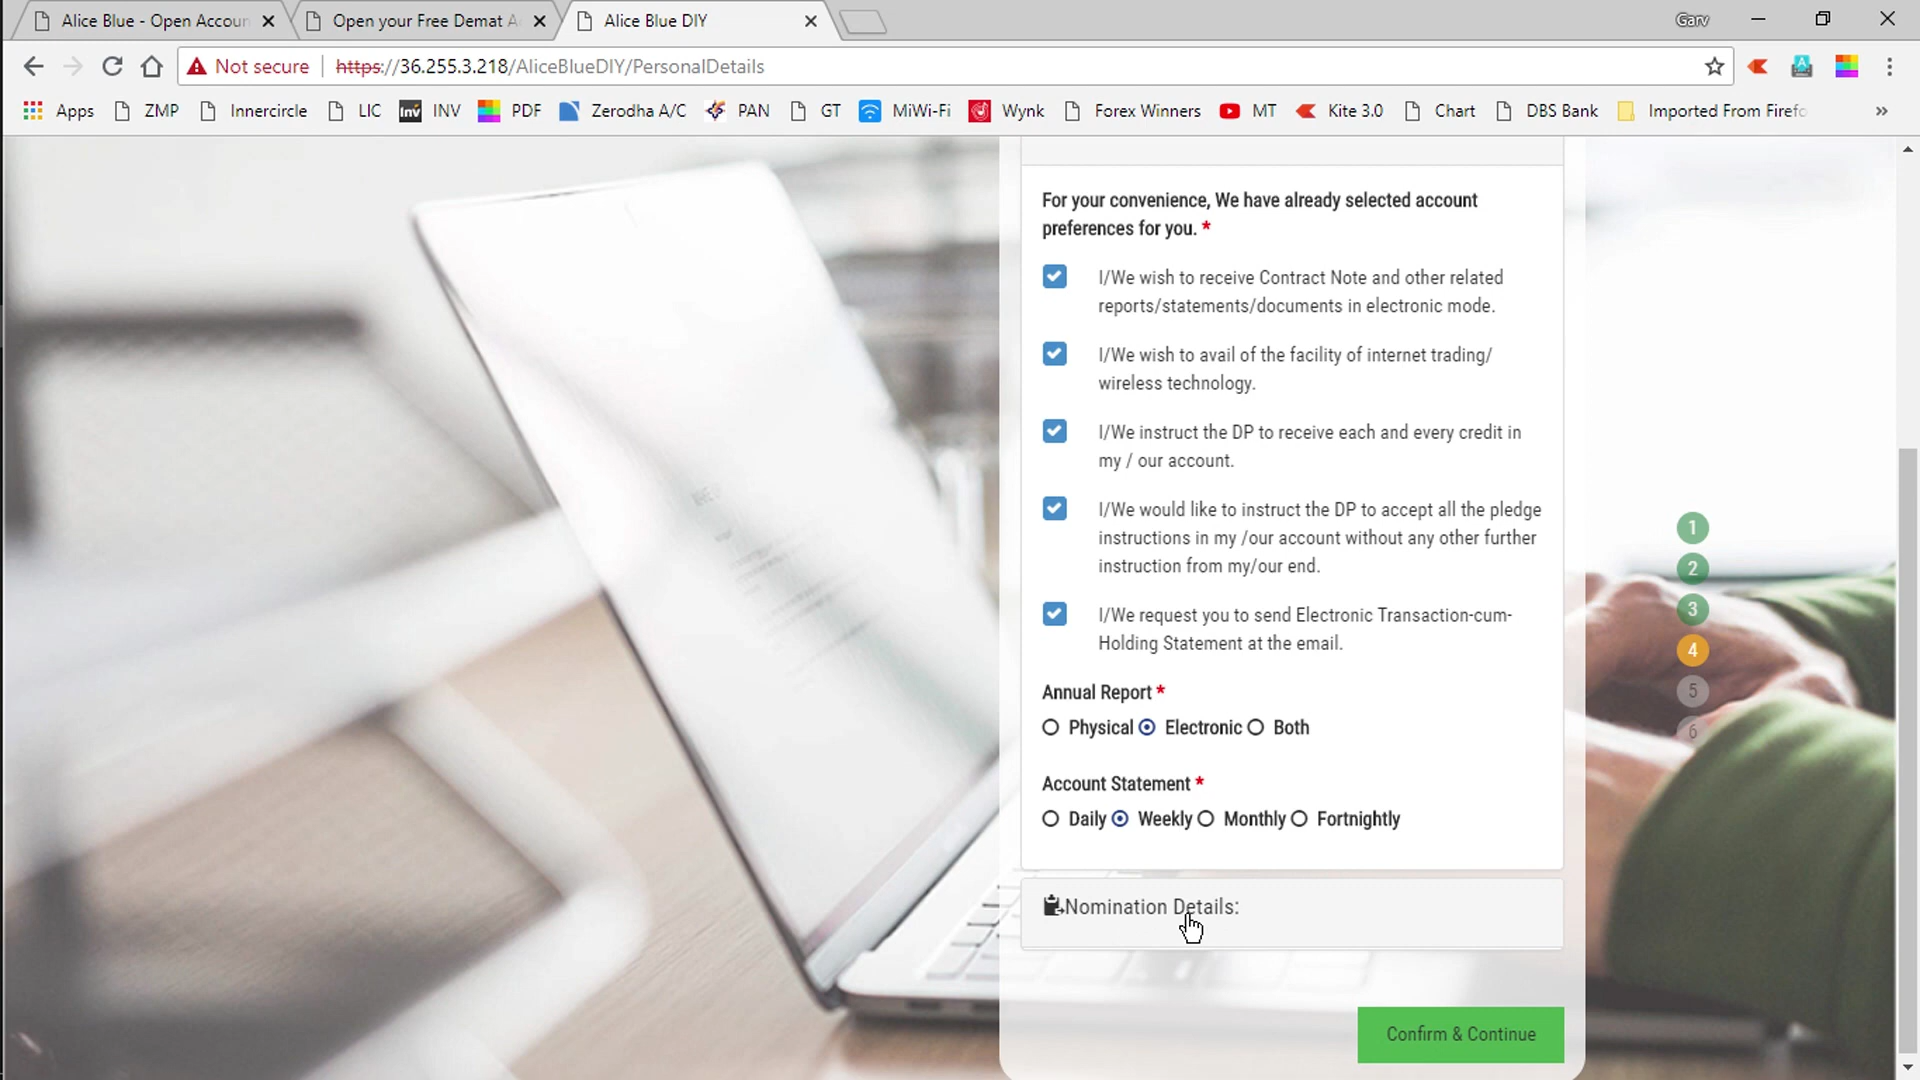 Alice Blue - Open Accoun
Open your Free Demat A
Alice Blue DIY
Garv
Not secure
https://36.255.3.218/AliceBlueDIY/PersonalDetails
Apps
ZMP
Innercircle
LIC
INV
PDF
Zerodha A/C
PAN
GT
MiWi-Fi
Wynk
Forex Winners
MT
Kite 3.0
Chart
DBS Bank
Imported From Firefo
»
For your convenience, We have already selected account
preferences for you. *
I/We wish to receive Contract Note and other related
reports/statements/documents in electronic mode.
I/We wish to avail of the facility of internet trading/
wireless technology.
I/We instruct the DP to receive each and every credit in
my / our account.
I/We would like to instruct the DP to accept all the pledge
instructions in my /our account without any other further
instruction from my/our end.
I/We request you to send Electronic Transaction-cum-
Holding Statement at the email.
Annual Report *
Physical Electronic Both
Account Statement *
Daily Weekly Monthly Fortnightly
Nomination Details:
Confirm & Continue
1
2
3
4
5
6